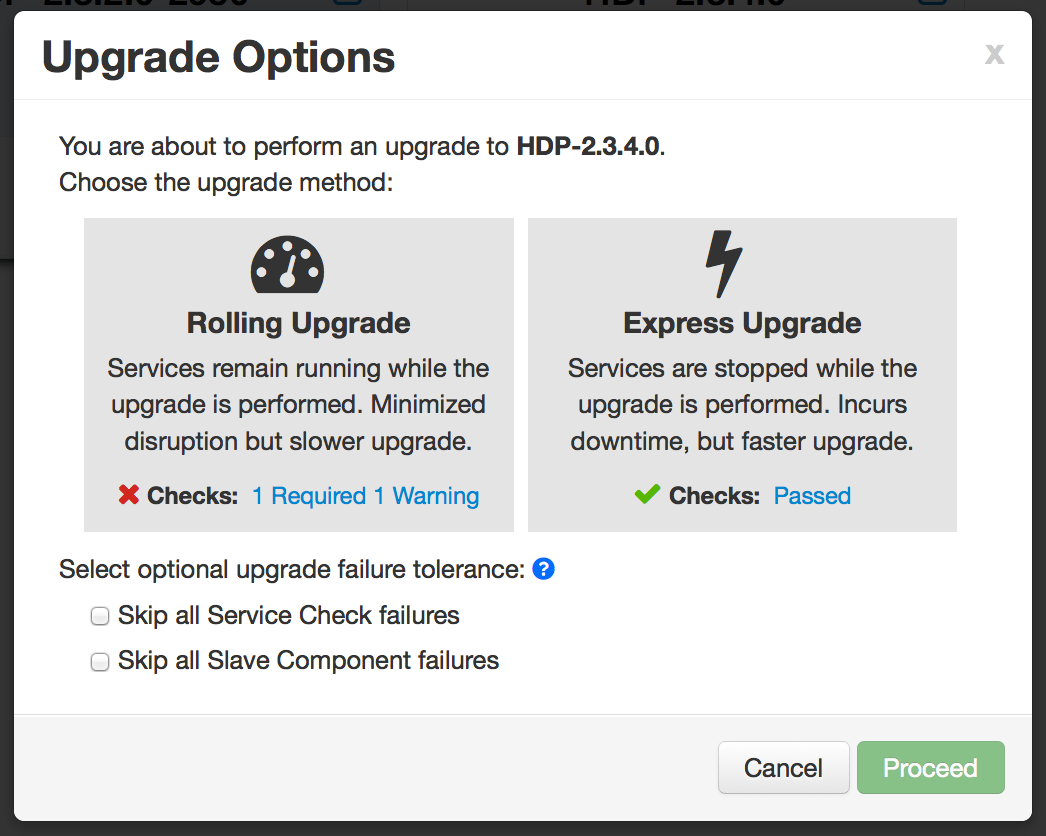 Upgrade Options
x
You are about to perform an upgrade to HDP-2.3.4.0.
Choose the upgrade method:
Rolling Upgrade
Services remain running while the
upgrade is performed. Minimized
disruption but slower upgrade.
Checks: 1 Required 1 Warning
Express Upgrade
Services are stopped while the
upgrade is performed. Incurs
downtime, but faster upgrade.
Checks: Passed
Select optional upgrade failure tolerance: ?
Skip all Service Check failures
Skip all Slave Component failures
Cancel
Proceed